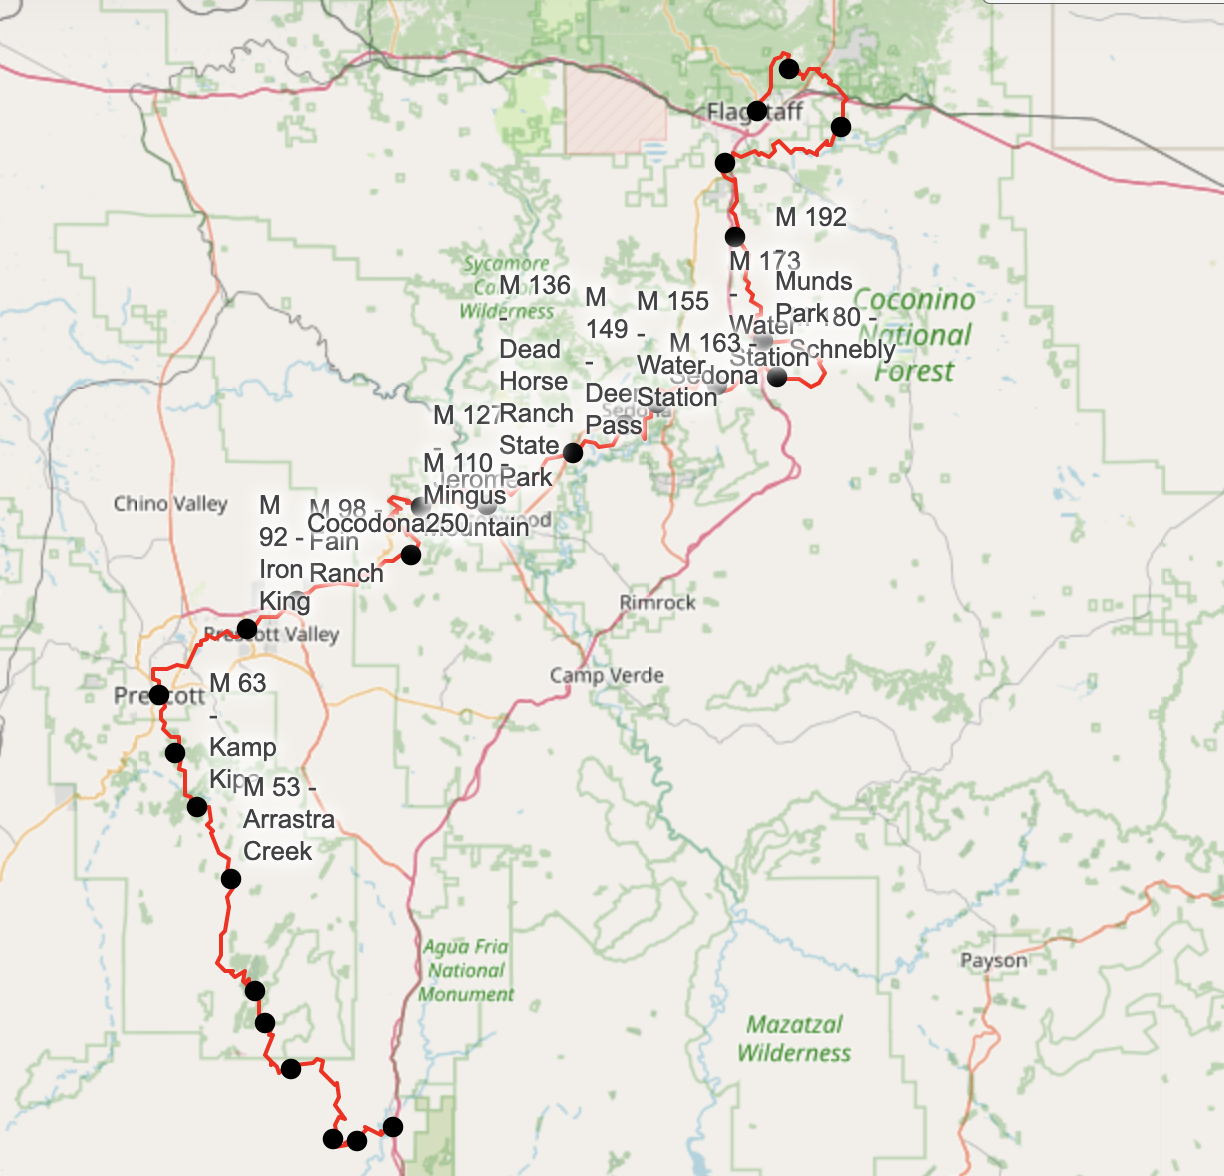 Flagstaff
M 192
-
Munds
Park
M 173
-
Water
Station
180 -
Schnebly
Coconino
National
Forest
Sycamore
Wilderness
M 136
-
Dead
Horse
Ranch
State
Park
M
149 -
-
Deer
Pass
M 155
-
Water
Station
M 163 -
Sedona
Sedona
M 127
-
Jerome
M 110 -
Mingus
Mountain
Chino Valley
M
92 -
Iron
King
M 98 -
Fain
Ranch
Cocodona250
Prescott Valley
Rimrock
Camp Verde
Prescott
M 63
-
Kamp
Kipa
M 53 -
Arrastra
Creek
Agua Fria
National
Monument
Payson
Mazatzal
Wilderness